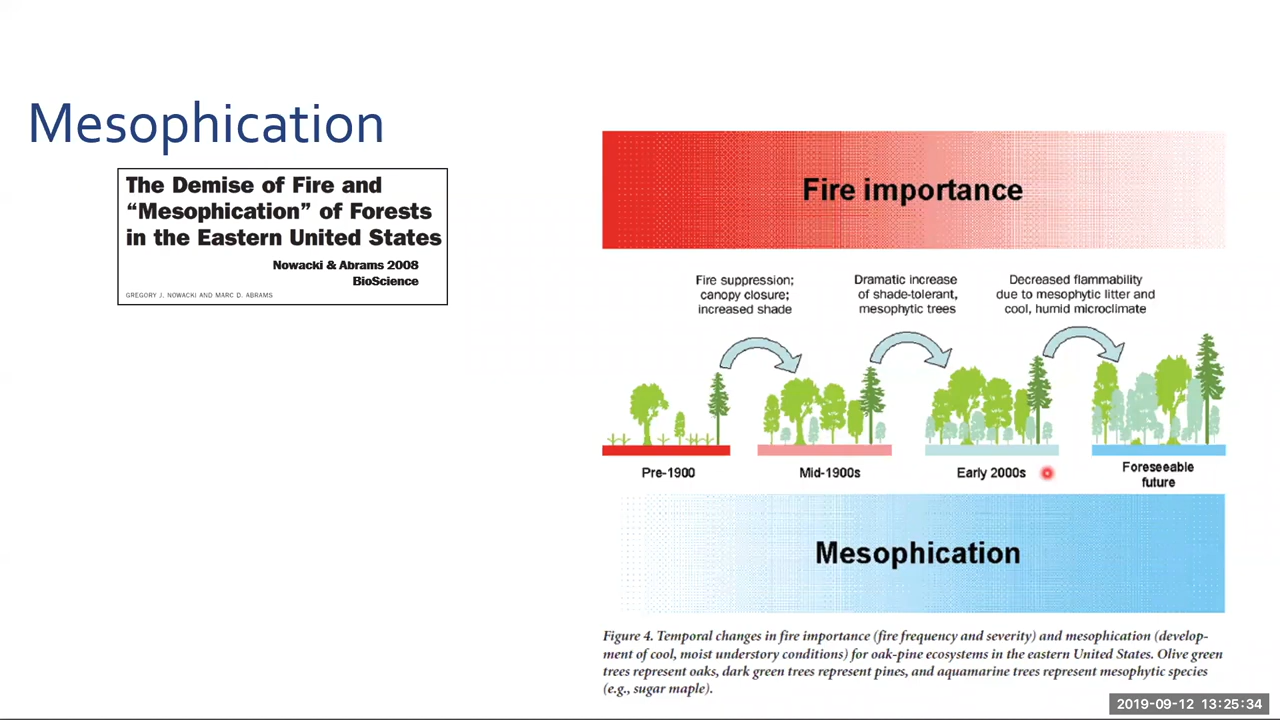 Mesophication
The Demise of Fire and
“Mesophication” of Forests
in the Eastern United States
Nowacki & Abrams 2008
BioScience
GREGORY J. NOWACKI AND MARC D. ABRAMS
Fire importance
Fire suppression;
canopy closure;
increased shade
Dramatic increase
of shade-tolerant,
mesophytic trees
Decreased flammability
due to mesophytic litter and
cool, humid microclimate
Pre-1900
Mid-1900s
Early 2000s
Foreseeable
future
Mesophication
Figure 4. Temporal changes in fire importance (fire frequency and severity) and mesophication (develop-
ment of cool, moist understory conditions) for oak-pine ecosystems in the eastern United States. Olive green
trees represent oaks, dark green trees represent pines, and aquamarine trees represent mesophytic species
(e.g., sugar maple).
2019-09-12 13:25:34